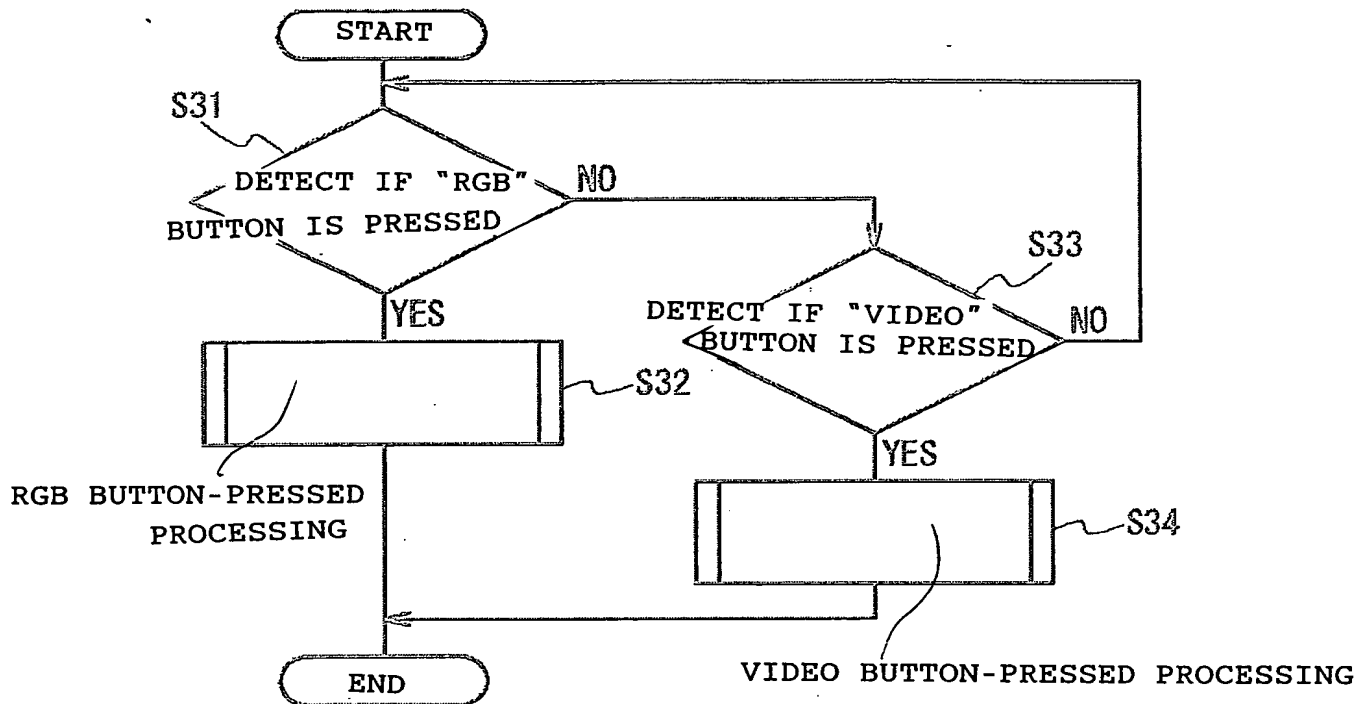 START
S31
DETECT IF "RGB"
BUTTON IS PRESSED
NO
YES
S32
RGB BUTTON-PRESSED
PROCESSING
S33
DETECT IF "VIDEO"
BUTTON IS PRESSED
NO
YES
S34
VIDEO BUTTON-PRESSED PROCESSING
END